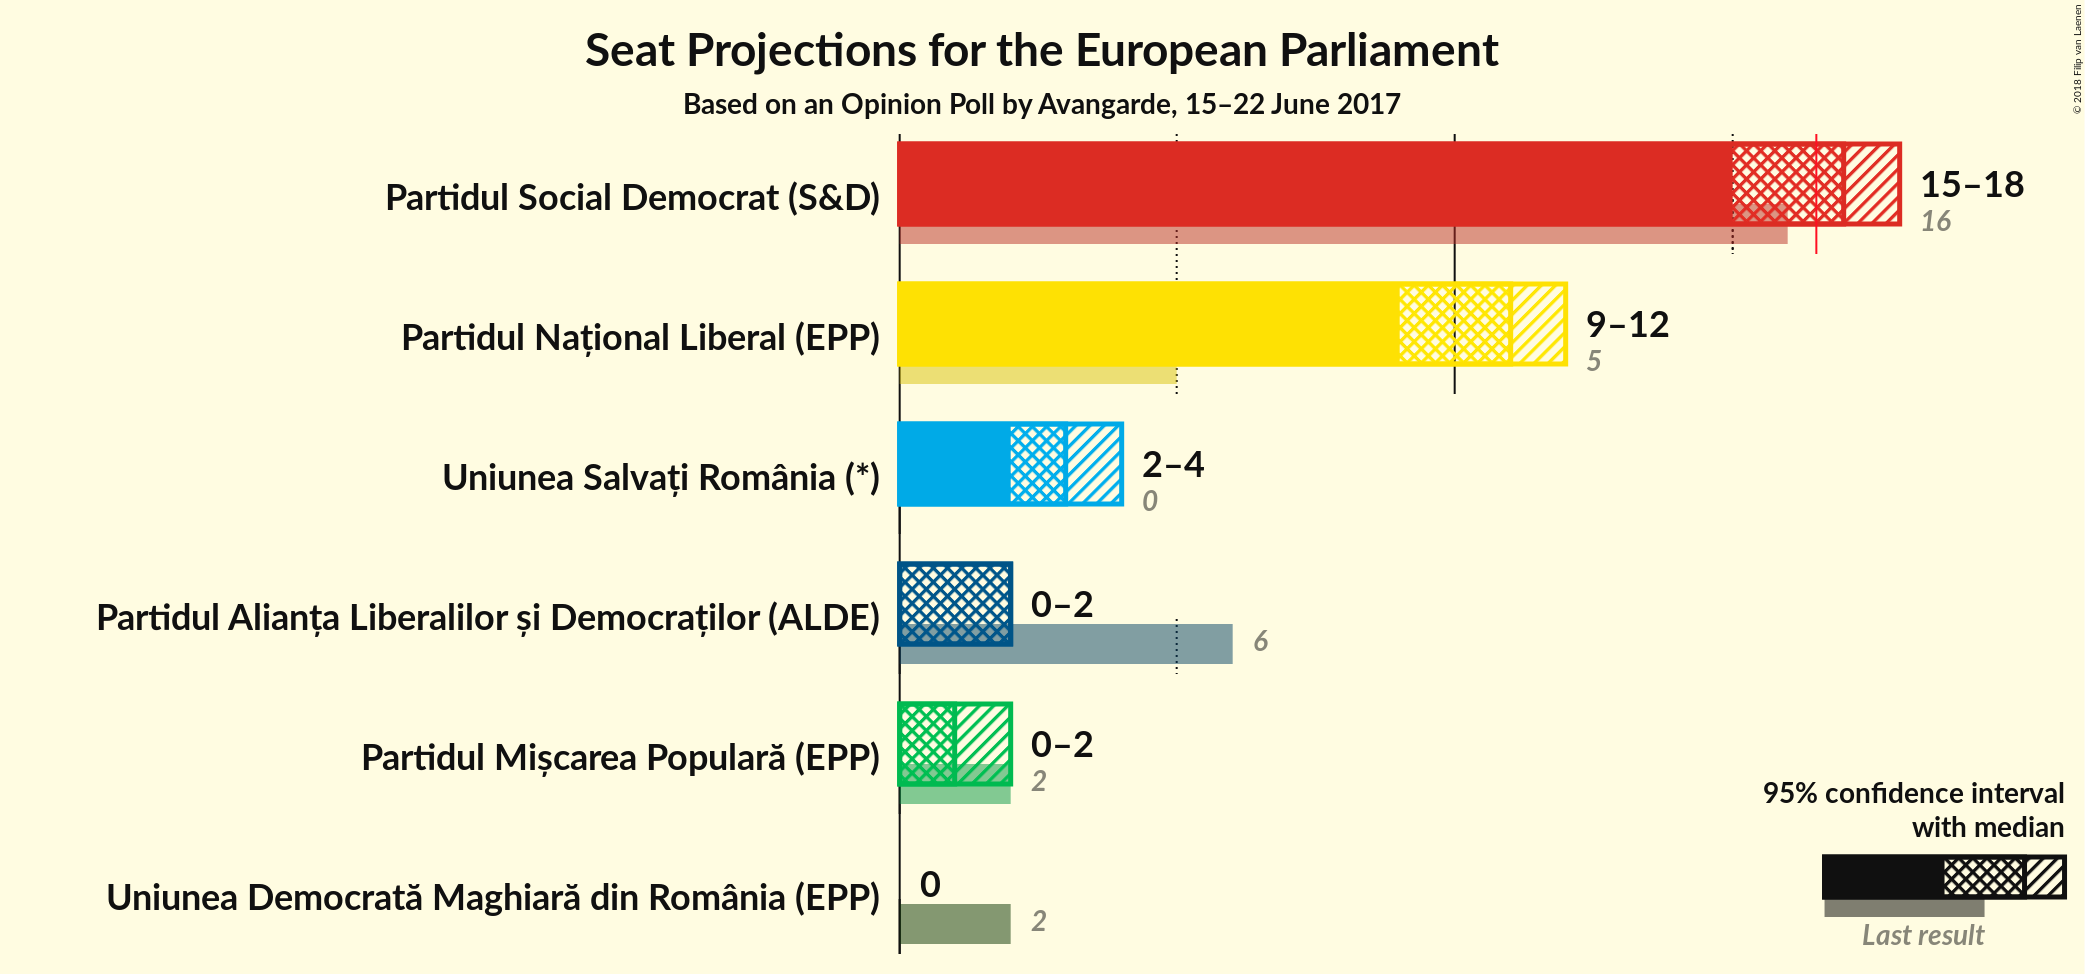 Seat Projections for the European Parliament
Based on an Opinion Poll by Avangarde, 15–22 June 2017
© 2018 Filip van Laenen
Partidul Social Democrat (S&D)
15–18
16
Partidul Național Liberal (EPP)
9–12
5
Uniunea Salvați România (*)
2–4
0
Partidul Alianța Liberalilor și Democraților (ALDE)
0–2
6
Partidul Mișcarea Populară (EPP)
0–2
2
Uniunea Democrată Maghiară din România (EPP)
0
2
95% confidence interval
with median
Last result